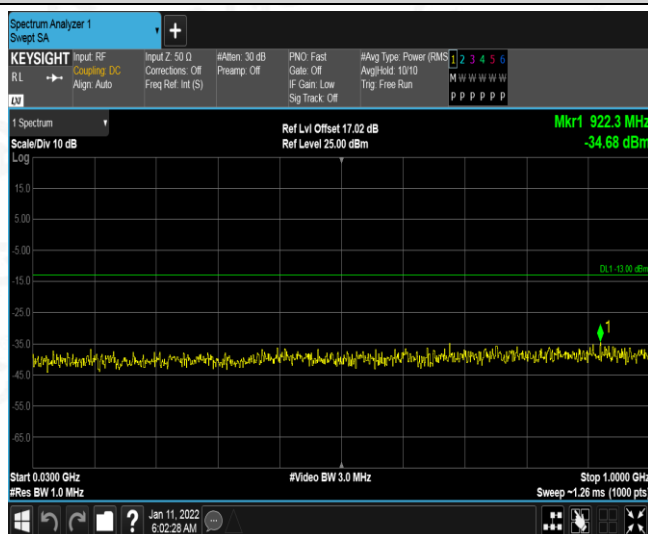 Spectrum Analyzer 1
Swept SA
+
KEYSIGHT
RL
LXI
Input: RF
Coupling: DC
Align: Auto
Input Z: 50 Ω
Corrections: Off
Freq Ref: Int (S)
#Atten: 30 dB
Preamp: Off
PNO: Fast
Gate: Off
IF Gain: Low
Sig Track: Off
#Avg Type: Power (RMS
Avg|Hold: 10/10
Trig: Free Run
1 2 3 4 5 6
M W W W W W
P P P P P P
1 Spectrum
Scale/Div 10 dB
Log
Ref Lvl Offset 17.02 dB
Ref Level 25.00 dBm
Mkr1 922.3 MHz
-34.68 dBm
15.0
5.00
-5.00
-15.0
-25.0
-35.0
-45.0
-55.0
-65.0
DL1 -13.00 dBm
1
Start 0.0300 GHz
#Res BW 1.0 MHz
#Video BW 3.0 MHz
Stop 1.0000 GHz
Sweep ~1.26 ms (1000 pts)
?
Jan 11, 2022
6:02:28 AM